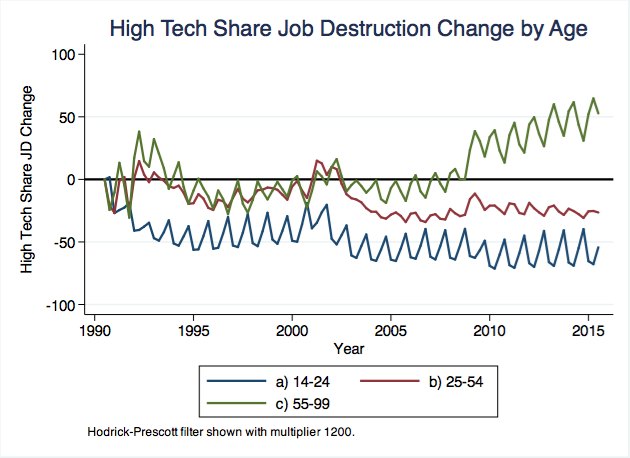 High Tech Share Job Destruction Change by Age
High Tech Share JD Change
100
50
0
-50
-100
1990 1995 2000 2005 2010 2015
Year
a) 14-24 b) 25-54
c) 55-99
Hodrick-Prescott filter shown with multiplier 1200.